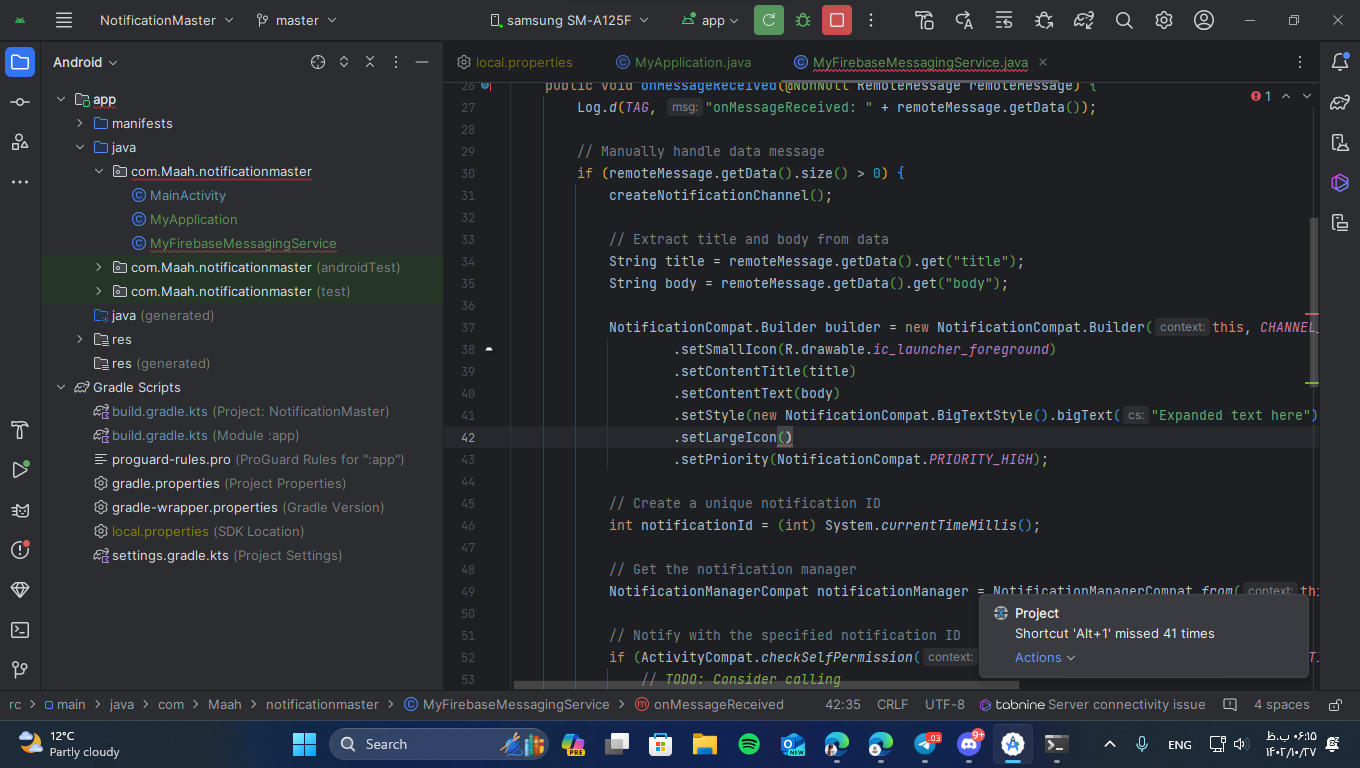 NotificationMaster
master
samsung SM-A125F
app
Android
local.properties
MyApplication.java
MyFirebaseMessagingService.java
app
manifests
java
com.Maah.notificationmaster
MainActivity
MyApplication
MyFirebaseMessagingService
com.Maah.notificationmaster (androidTest)
com.Maah.notificationmaster (test)
java (generated)
res
res (generated)
Gradle Scripts
build.gradle.kts (Project: NotificationMaster)
build.gradle.kts (Module :app)
proguard-rules.pro (ProGuard Rules for ":app")
gradle.properties (Project Properties)
gradle-wrapper.properties (Gradle Version)
local.properties (SDK Location)
settings.gradle.kts (Project Settings)
1
26 public void onMessageReceived(@NonNull RemoteMessage remoteMessage) {
27 Log.d(TAG, msg: "onMessageReceived: " + remoteMessage.getData());
28
29 // Manually handle data message
30 if (remoteMessage.getData().size() > 0) {
31 createNotificationChannel();
32
33 // Extract title and body from data
34 String title = remoteMessage.getData().get("title");
35 String body = remoteMessage.getData().get("body");
36
37 NotificationCompat.Builder builder = new NotificationCompat.Builder( context: this, CHANNEL_
38 .setSmallIcon(R.drawable.ic_launcher_foreground)
39 .setContentTitle(title)
40 .setContentText(body)
41 .setStyle(new NotificationCompat.BigTextStyle().bigText( cs: "Expanded text here")
42 .setLargeIcon()
43 .setPriority(NotificationCompat.PRIORITY_HIGH);
44
45 // Create a unique notification ID
46 int notificationId = (int) System.currentTimeMillis();
47
48 // Get the notification manager
49 NotificationManagerCompat notificationManager = NotificationManagerCompat.from( context: thi
50
51 // Notify with the specified notification ID
52 if (ActivityCompat.checkSelfPermission( context:
53 // TODO: Consider calling
Project
Shortcut 'Alt+1' missed 41 times
Actions
rc > main > java > com > Maah > notificationmaster > MyFirebaseMessagingService > onMessageReceived
42:35 CRLF UTF-8 tabnine Server connectivity issue 4 spaces
12°C
Partly cloudy
Search
PRE
NEW
.03
9+
ENG
۰۶:۱۵ ب.ظ
۱۴۰۲/۱۰/۲۷